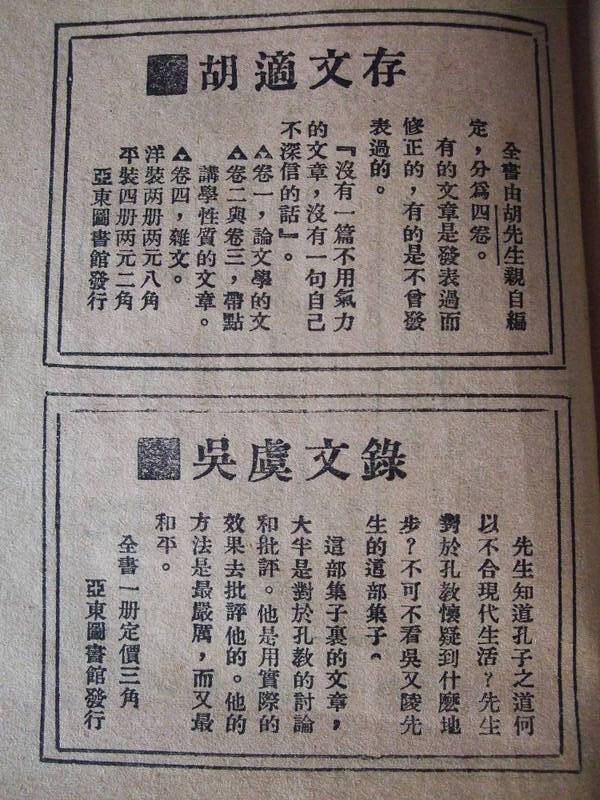 胡適文存
全書由胡先生親自編
定，分爲四卷。
有的文章是發表過而
修正的，有的是不曾發
表過的。
『沒有一篇不用氣力
的文章，沒有一句自己
不深信的話』。
卷一，論文學的文
卷二與卷三，帶點
講學性質的文章。
卷四，雜文。
洋裝两册两元八角
平裝四册两元二角
亞東圖書館發行
吳虞文錄
先生知道孔子之道何
以不合現代生活？先生
對於孔教懷疑到什麽地
步？不可不看吳又陵先
生的這部集子。
這部集子裏的文章，
大半是對於孔教的討論
和批評。他是用實際的
效果去批評他的。他的
方法是最嚴厲，而又最
和平。
全書一册定價三角
亞東圖書館發行